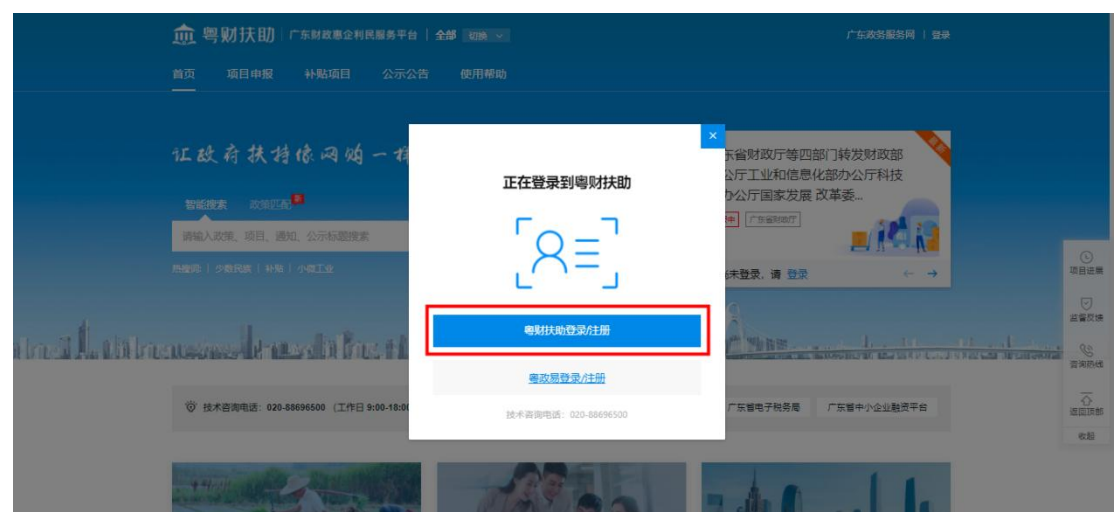 粤财扶助 | 广东财政惠企利民服务平台 | 全部 切换
广东政务服务网 | 登录
首页 项目申报 补贴项目 公示公告 使用帮助
让政府扶持像网购一样
智能搜索 政策匹配
请输入政策、项目、通知、公示标题搜索
热搜词: | 少数民族 | 补贴 | 小微工业
×
正在登录到粤财扶助
粤财扶助登录/注册
粤政易登录/注册
技术咨询电话: 020-88696500
东省财政厅等四部门转发财政部
公厅工业和信息化部办公厅科技
办公厅国家发展 改革委...
广东省财政厅
尚未登录, 请 登录
项目进展
监督反馈
咨询热线
返回顶部
收起
技术咨询电话: 020-88696500 (工作日 9:00-18:00
广东省电子税务局 广东省中小企业融资平台